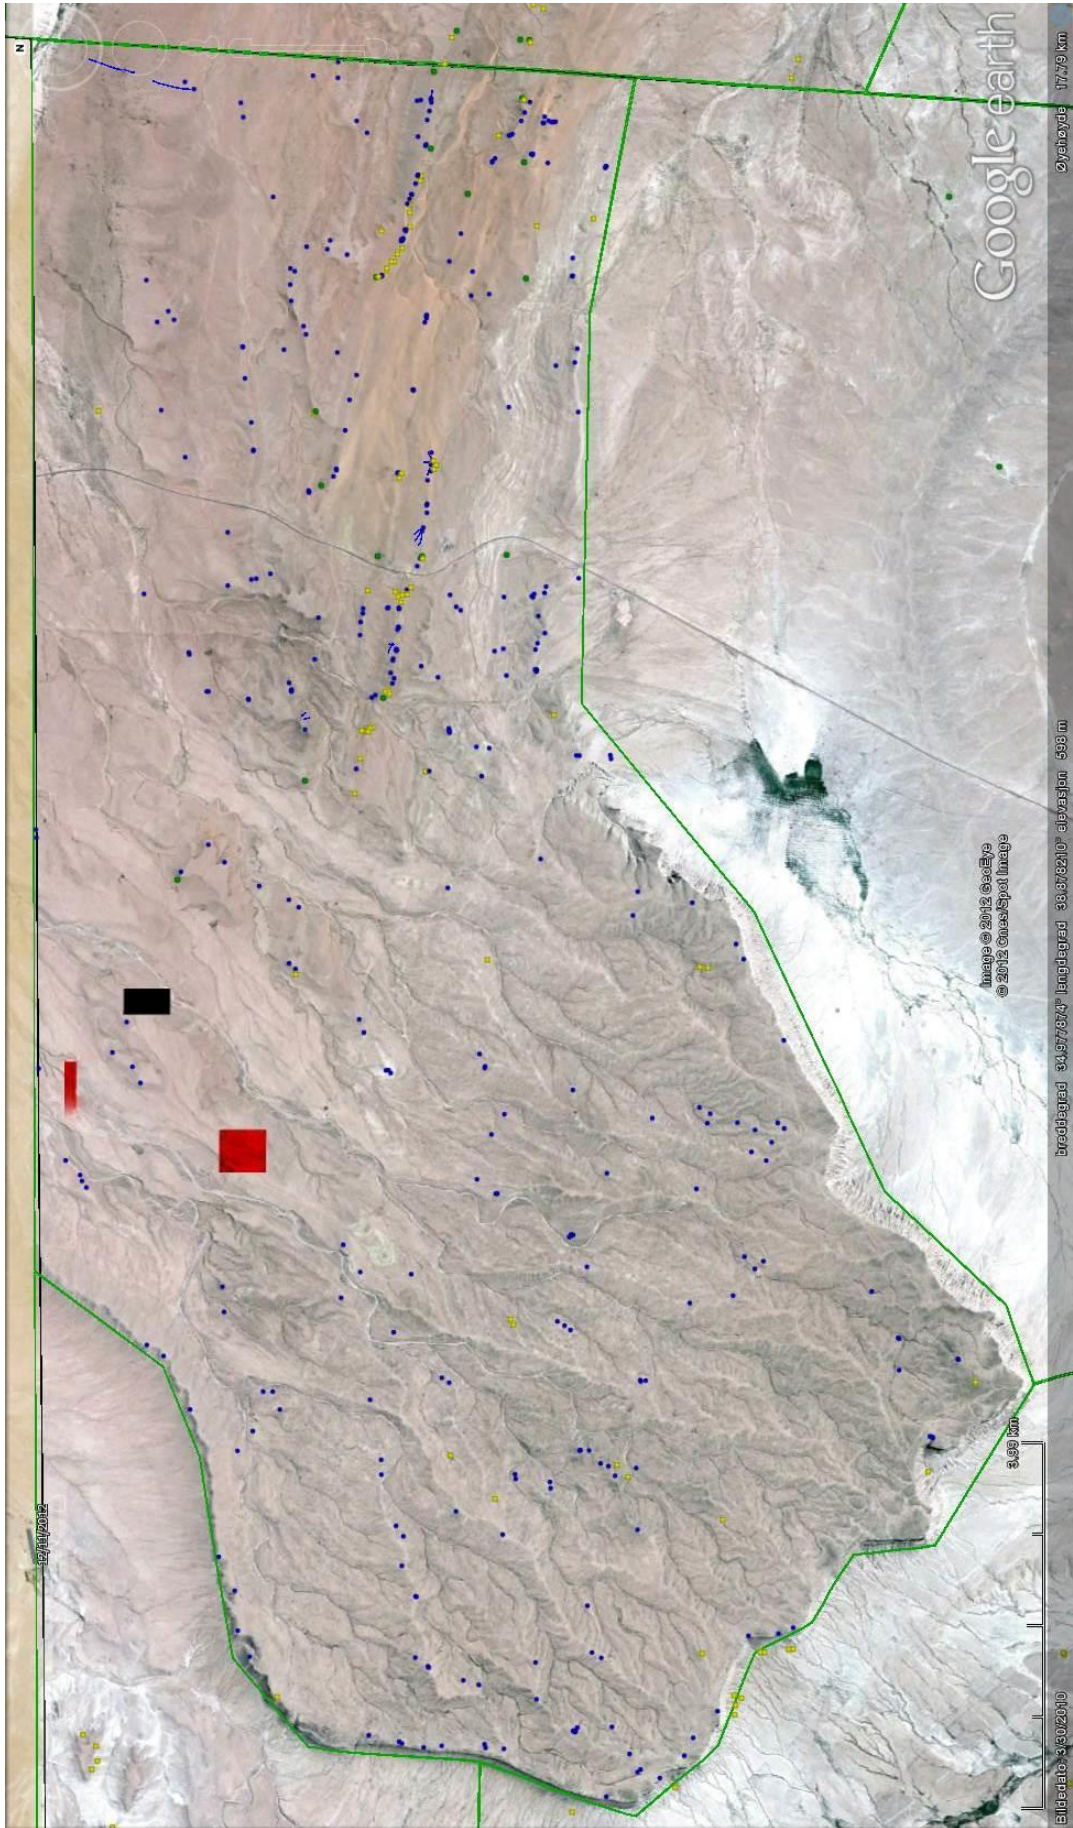 N
12/11/2012
Google earth
Øyehøyde 17.79 km
Image © 2012 GeoEye
© 2012 Cnes/Spot Image
breddegrad 34.977874° lengdegrad 38.878210° elevasjon 598 m
3.99 km
Bildedato: 3/30/2010